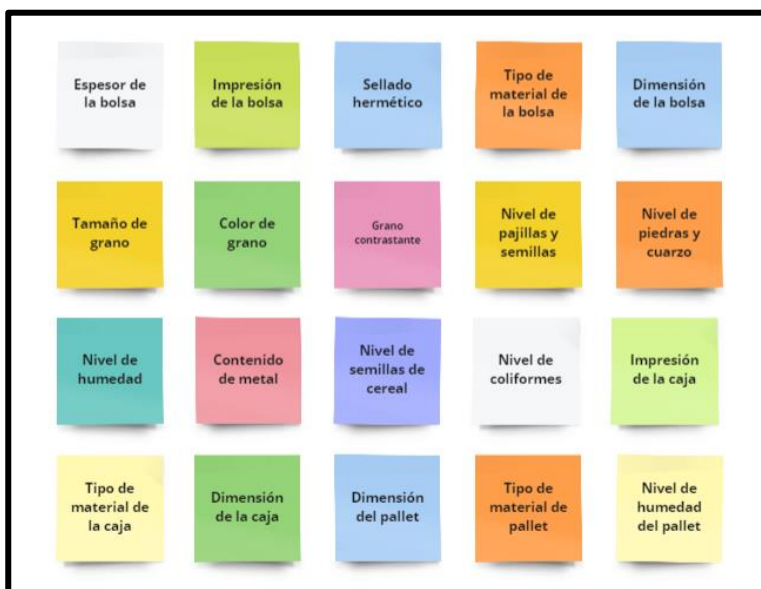 Espesor de
la bolsa
Impresión
de la bolsa
Sellado
hermético
Tipo de
material de
la bolsa
Dimensión
de la bolsa
Tamaño de
grano
Color de
grano
Grano
contrastante
Nivel de
pajillas y
semillas
Nivel de
piedras y
cuarzo
Nivel de
humedad
Contenido
de metal
Nivel de
semillas de
cereal
Nivel de
coliformes
Impresión
de la caja
Tipo de
material de
la caja
Dimensión
de la caja
Dimensión
del pallet
Tipo de
material de
pallet
Nivel de
humedad
del pallet